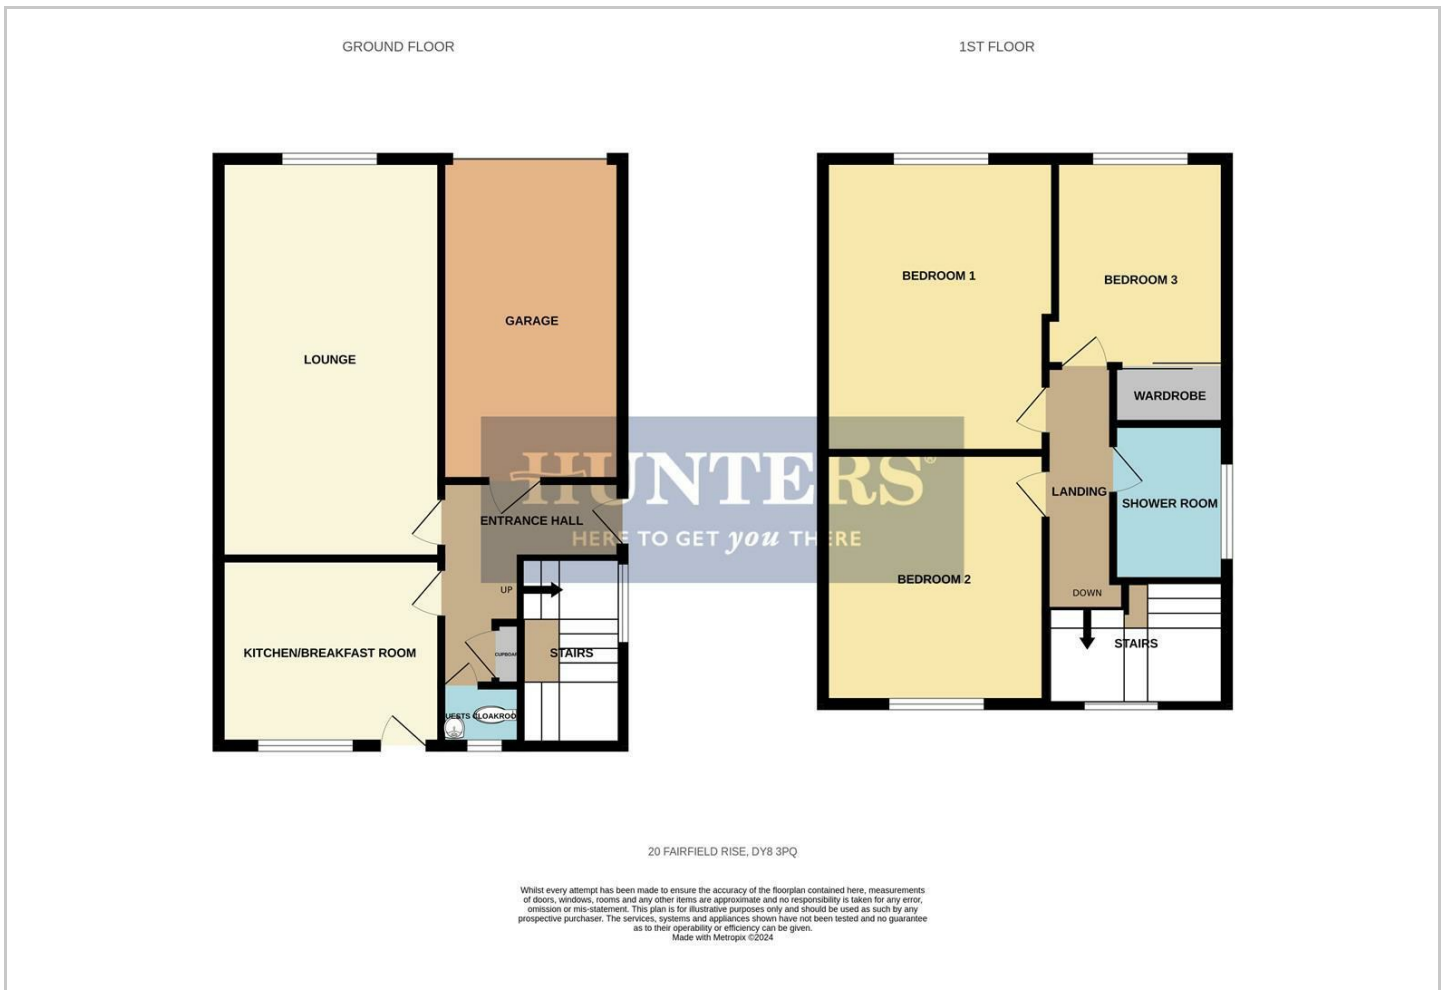 GROUND FLOOR
1ST FLOOR
LOUNGE
GARAGE
ENTRANCE HALL
UP
KITCHEN/BREAKFAST ROOM
CUPBOAR
STAIRS
UESTS CLOAKROO
BEDROOM 1
BEDROOM 3
WARDROBE
LANDING
SHOWER ROOM
BEDROOM 2
DOWN
STAIRS
HUNTERS®
HERE TO GET you THERE
20 FAIRFIELD RISE, DY8 3PQ
Whilst every attempt has been made to ensure the accuracy of the floorplan contained here, measurements
of doors, windows, rooms and any other items are approximate and no responsibility is taken for any error,
omission or mis-statement. This plan is for illustrative purposes only and should be used as such by any
prospective purchaser. The services, systems and appliances shown have not been tested and no guarantee
as to their operability or efficiency can be given.
Made with Metropix ©2024